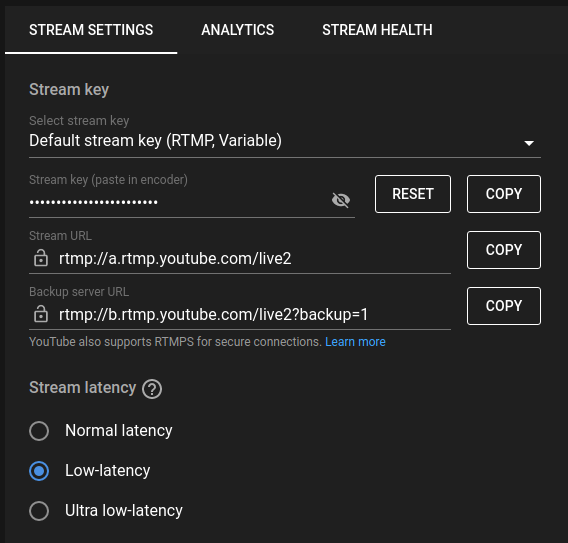 STREAM SETTINGS ANALYTICS STREAM HEALTH
Stream key
Select stream key
Default stream key (RTMP, Variable)
Stream key (paste in encoder)
•••••••••••••••••••••••• RESET COPY
Stream URL
rtmp://a.rtmp.youtube.com/live2 COPY
Backup server URL
rtmp://b.rtmp.youtube.com/live2?backup=1 COPY
YouTube also supports RTMPS for secure connections. Learn more
Stream latency ?
Normal latency
Low-latency
Ultra low-latency